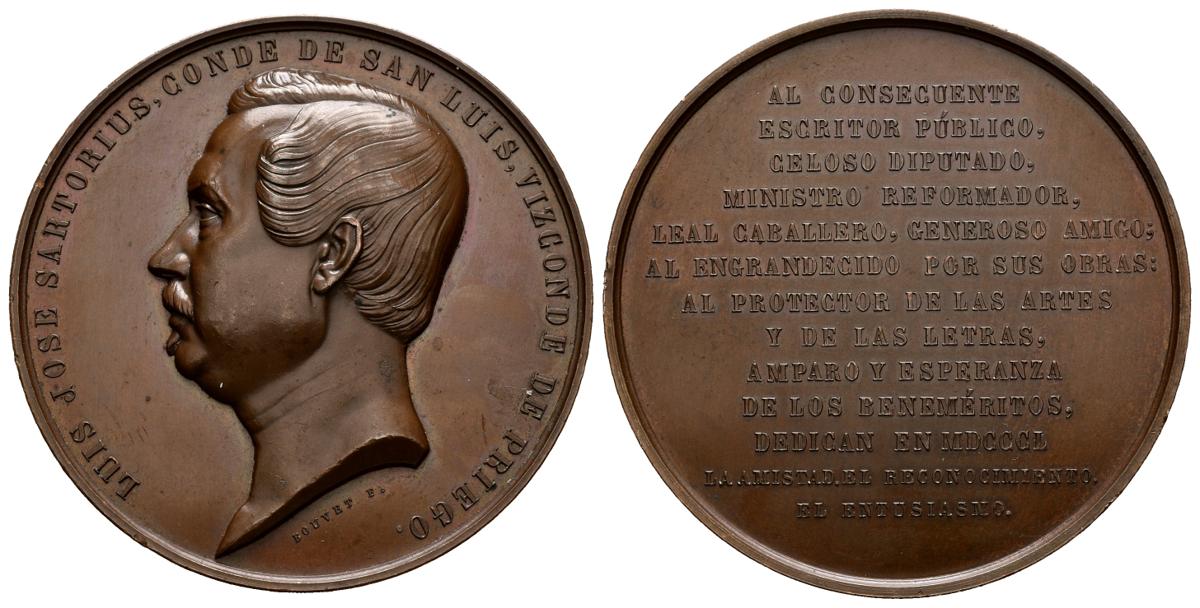 LUIS JOSE SARTORIUS, CONDE DE SAN LUIS, VIZCONDE DE PRIEGO.
BOUVET F.
AL CONSECUENTE
ESCRITOR PÚBLICO,
CELOSO DIPUTADO,
MINISTRO REFORMADOR,
LEAL CABALLERO, GENEROSO AMIGO;
AL ENGRANDECIDO POR SUS OBRAS:
AL PROTECTOR DE LAS ARTES
Y DE LAS LETRAS,
AMPARO Y ESPERANZA
DE LOS BENEMÉRITOS,
DEDICAN EN MDCCCL
LA AMISTAD. EL RECONOCIMIENTO.
EL ENTUSIASMO.